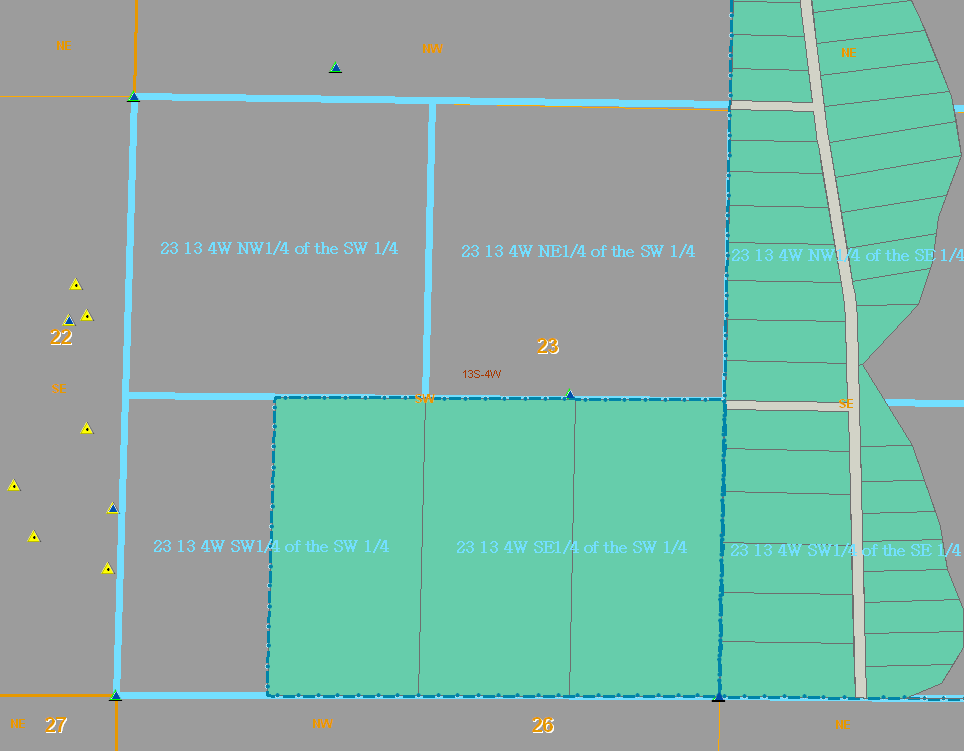 NW
NE
23 13 4W NW1/4 of the SW 1/4
23 13 4W NE1/4 of the SW 1/4
23 13 4W NW1/4 of the SE 1/4
22
23
13S-4W
SE
SW
SE
23 13 4W SW1/4 of the SW 1/4
23 13 4W SE1/4 of the SW 1/4
23 13 4W SW1/4 of the SE 1/4
27
NW
26
NE